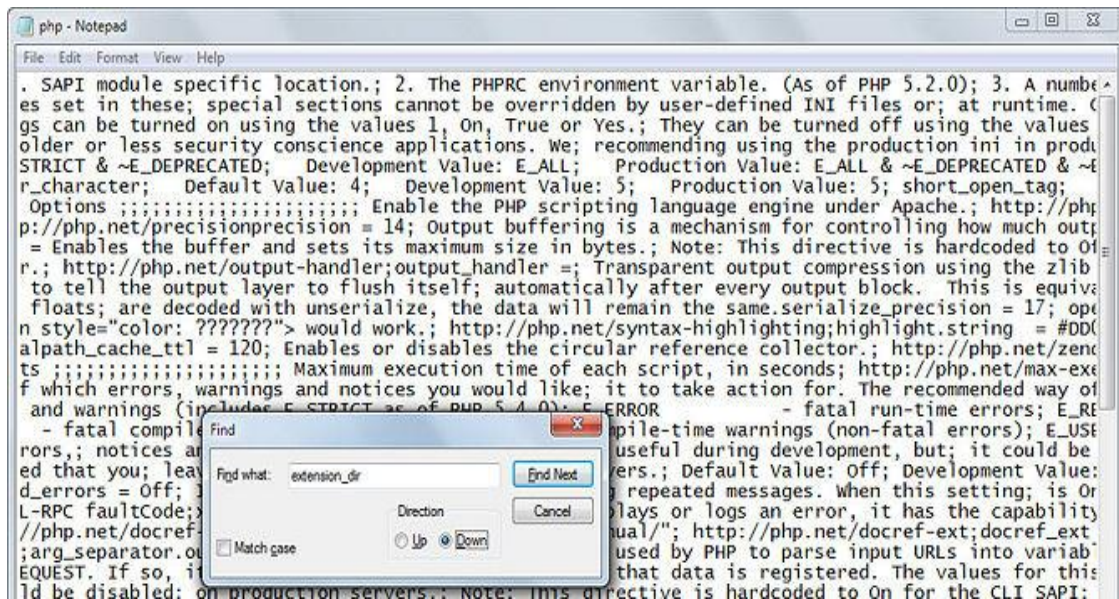 php - Notepad
File Edit Format View Help
. SAPI module specific location.; 2. The PHPRC environment variable. (As of PHP 5.2.0); 3. A numbe
es set in these; special sections cannot be overridden by user-defined INI files or; at runtime.
gs can be turned on using the values 1, On, True or Yes.; They can be turned off using the values
older or less security conscience applications. We; recommending using the production ini in produ
STRICT & ~E_DEPRECATED;   Development Value: E_ALL;   Production Value: E_ALL & ~E_DEPRECATED & ~E
r_character;   Default Value: 4;   Development Value: 5;   Production Value: 5; short_open_tag;
Options ;;;;;;;;;;;;;;;;;;;;;; Enable the PHP scripting language engine under Apache.; http://php
p://php.net/precisionprecision = 14; Output buffering is a mechanism for controlling how much outp
= Enables the buffer and sets its maximum size in bytes.; Note: This directive is hardcoded to Of
r.; http://php.net/output-handler;output_handler =; Transparent output compression using the zlib
to tell the output layer to flush itself; automatically after every output block.  This is equiva
floats; are decoded with unserialize, the data will remain the same.serialize_precision = 17; ope
n style="color: ???????"> would work.; http://php.net/syntax-highlighting;highlight.string  = #DD0
alpath_cache_ttl = 120; Enables or disables the circular reference collector.; http://php.net/zend
ts ;;;;;;;;;;;;;;;;;;;;; Maximum execution time of each script, in seconds; http://php.net/max-exe
f which errors, warnings and notices you would like; it to take action for. The recommended way of
and warnings (includes E_STRICT as of PHP 5.4.0); E_ERROR           - fatal run-time errors; E_RE
- fatal compile mpile-time warnings (non-fatal errors); E_USE
rors,; notices an useful during development, but; it could be
ed that you; leav vers.; Default Value: Off; Development Value:
d_errors = Off; I g repeated messages. When this setting; is On
L-RPC faultCode;x plays or logs an error, it has the capability
//php.net/docref- ual/"; http://php.net/docref-ext;docref_ext
;arg_separator.ou used by PHP to parse input URLs into variabl
EQUEST. If so, i that data is registered. The values for this
ld be disabled; on production servers.; Note: This directive is hardcoded to On for the CLI SAPI;
Find
Find what: extension_dir
Find Next
Direction
Cancel
Match case
Up Down